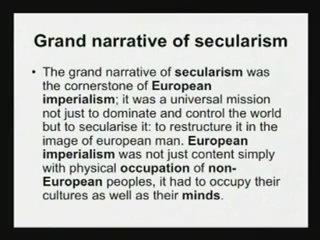 Grand narrative of secularism
• The grand narrative of secularism was
the cornerstone of European
imperialism; it was a universal mission
not just to dominate and control the world
but to secularise it: to restructure it in the
image of european man. European
imperialism was not just content simply
with physical occupation of non-
European peoples, it had to occupy their
cultures as well as their minds.